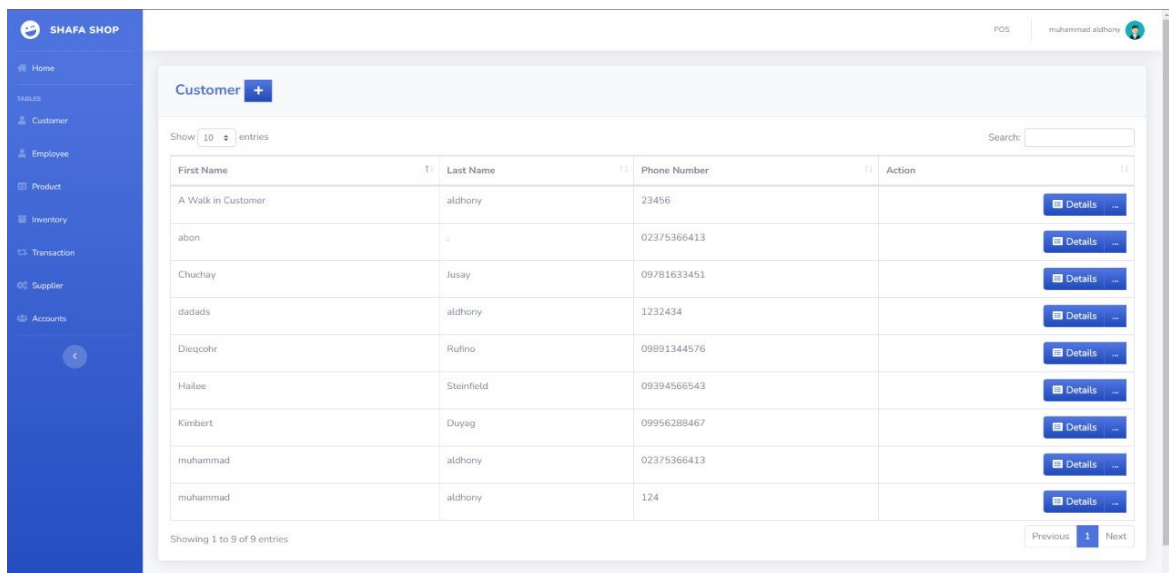 SHAFA SHOP
POS
muhammad aldhony
Home
TABLES
Customer
Employee
Product
Inventory
Transaction
Supplier
Accounts
Customer +
Show 10 entries
Search:
First Name Last Name Phone Number Action
A Walk in Customer aldhony 23456 Details ...
abon . 02375366413 Details ...
Chuchay Jusay 09781633451 Details ...
dadads aldhony 1232434 Details ...
Dieqcohr Rufino 09891344576 Details ...
Hailee Steinfield 09394566543 Details ...
Kimbert Duyag 09956288467 Details ...
muhammad aldhony 02375366413 Details ...
muhammad aldhony 124 Details ...
Showing 1 to 9 of 9 entries
Previous 1 Next